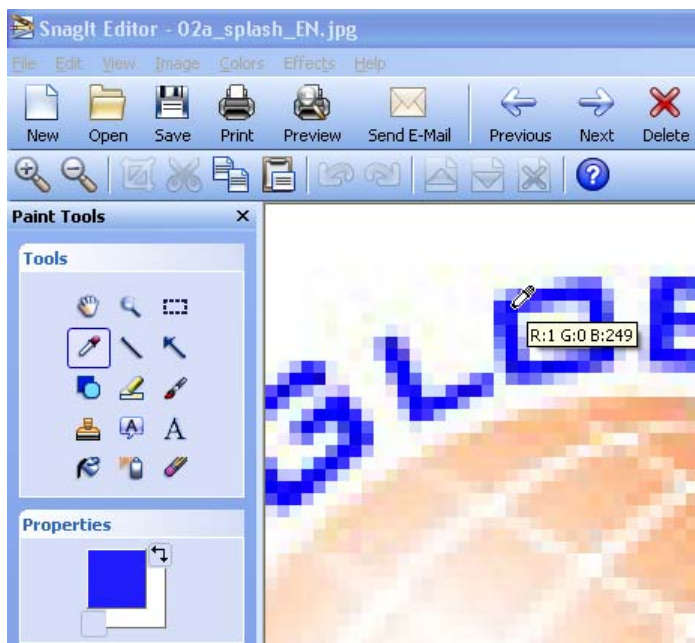 SnagIt Editor - 02a_splash_EN.jpg
File Edit View Image Colors Effects Help
New Open Save Print Preview Send E-Mail Previous Next Delete
Paint Tools
Tools
A
A
Properties
GLOB
R:1 G:0 B:249